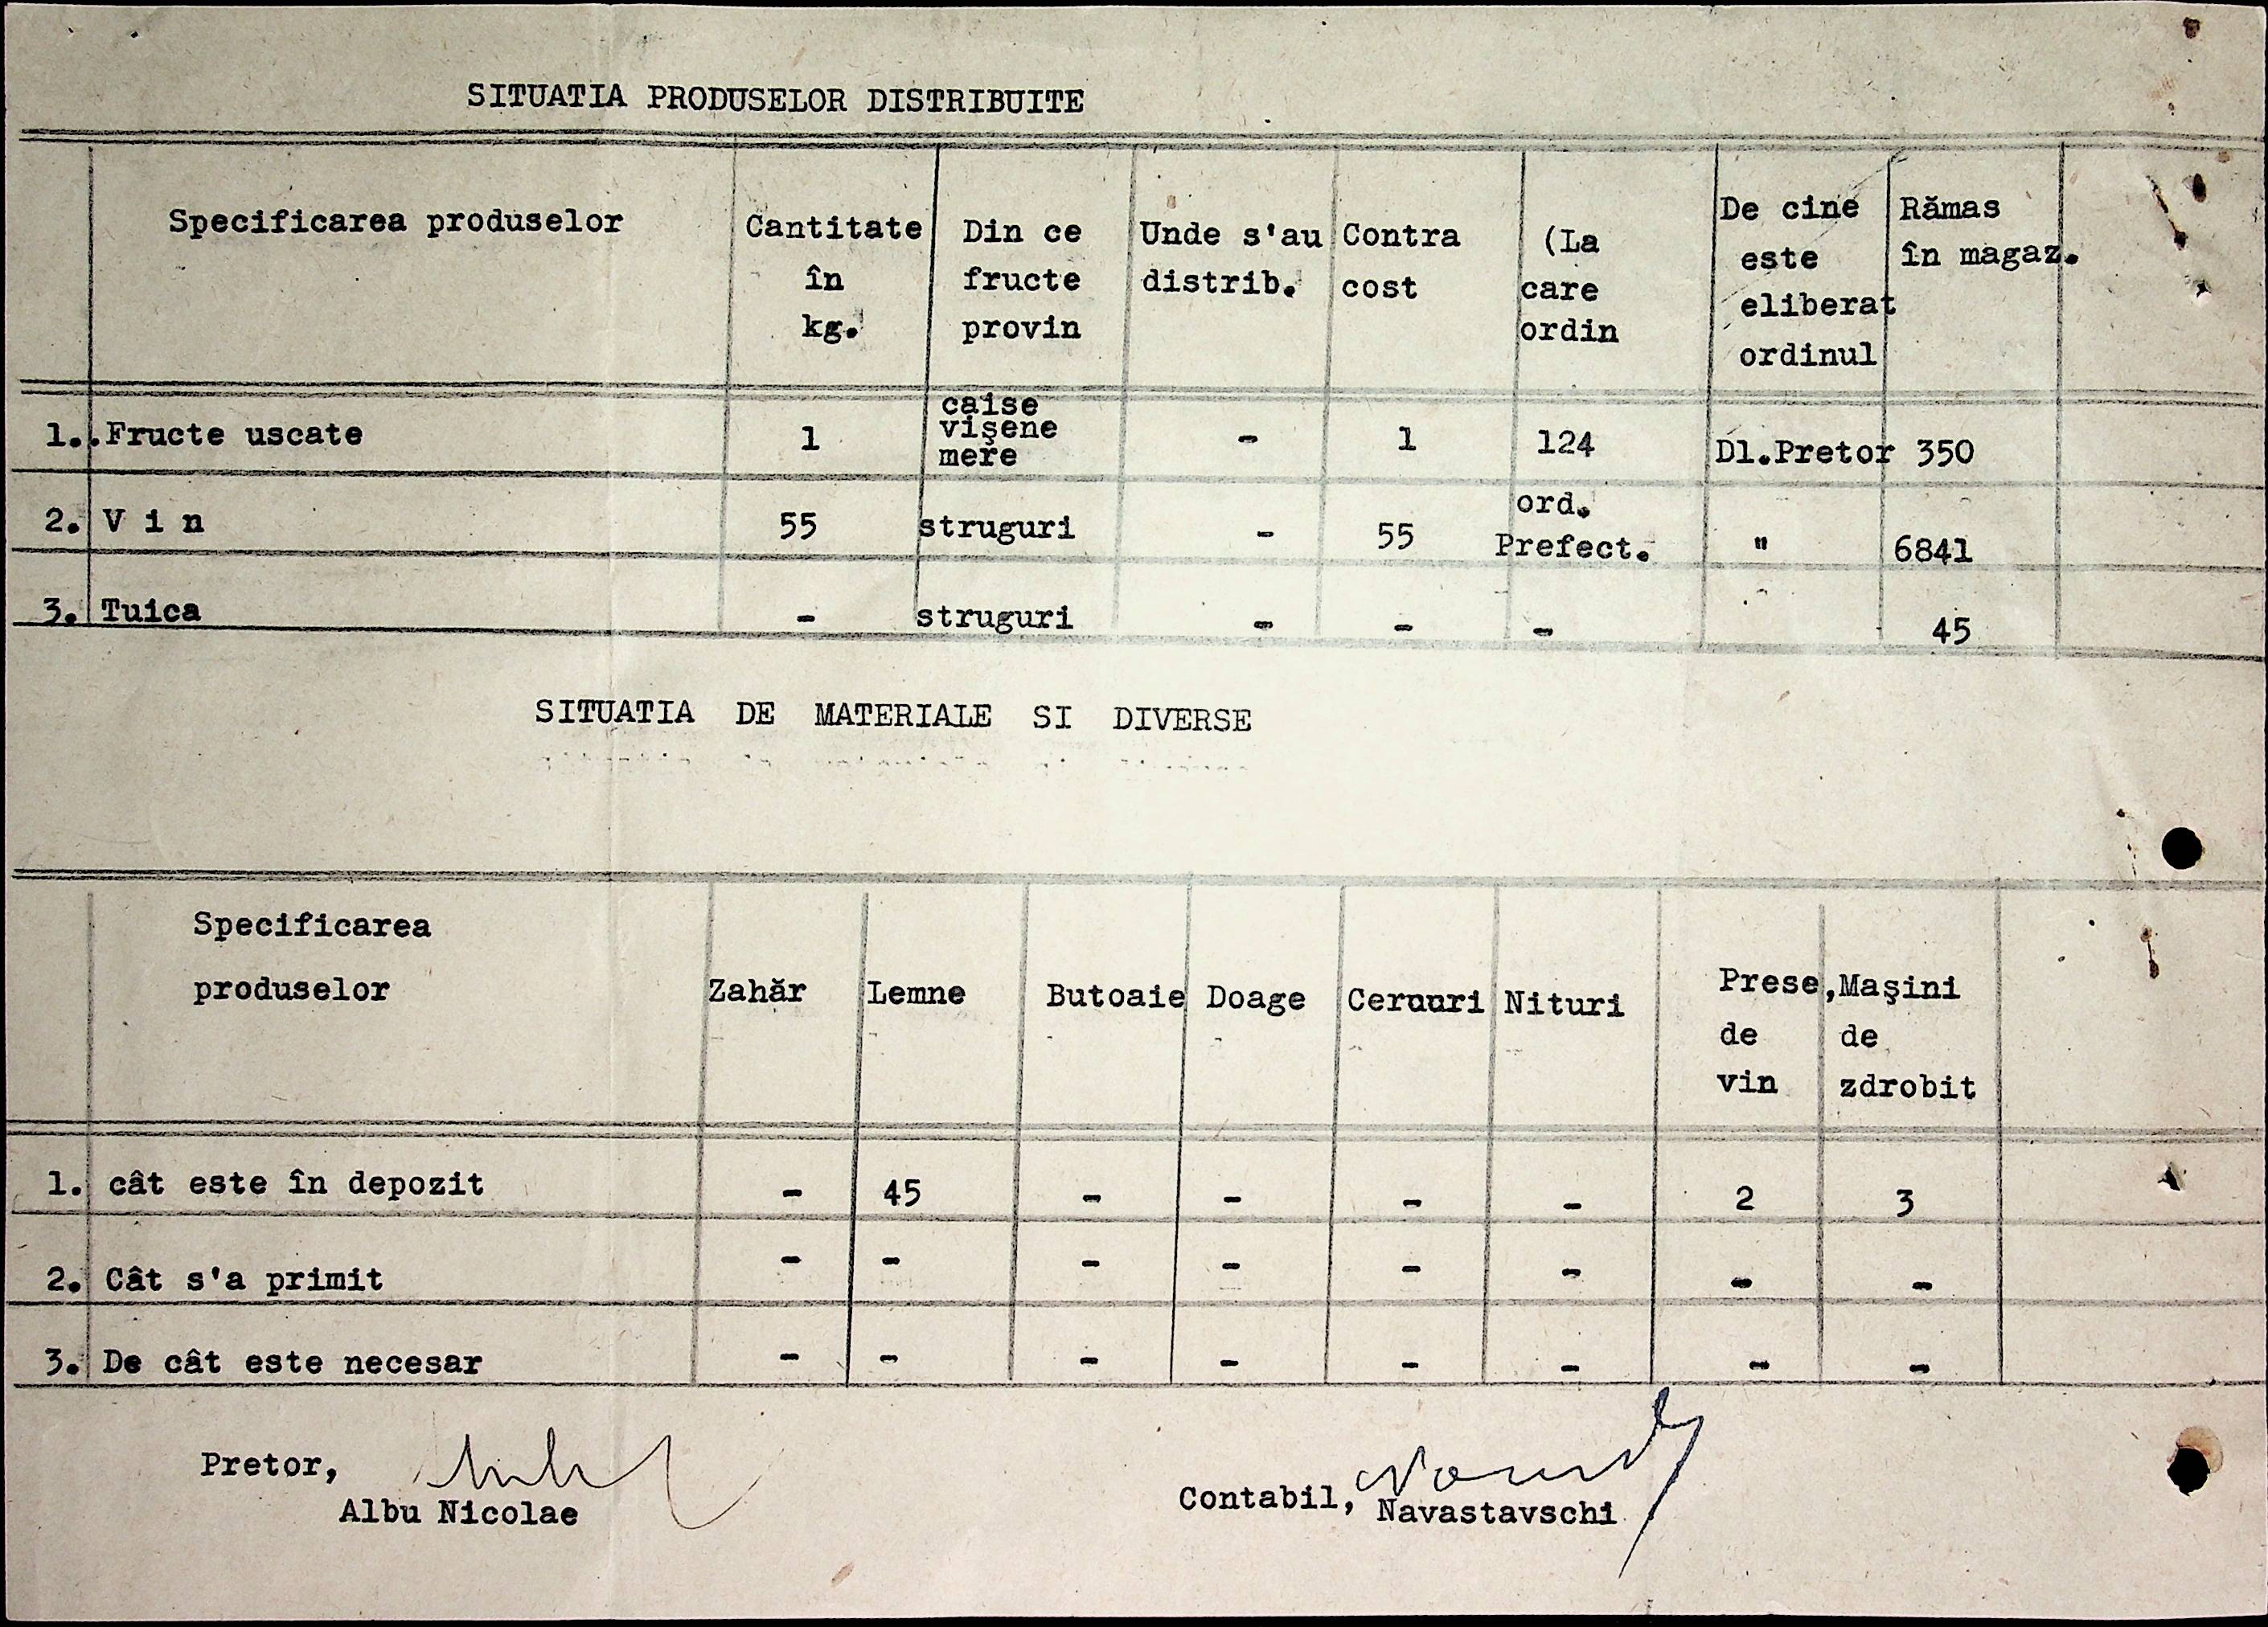 SITUATIA PRODUSELOR DISTRIBUITE
Specificarea produselor Cantitate în kg. Din ce fructe provin Unde s'au distrib. Contra cost (La care ordin De cine este eliberat ordinul Rămas în magaz.
1. .Fructe uscate 1 caise vişene mere - 1 124 Dl.Pretor 350
2. V i n 55 struguri - 55 ord. Prefect. " 6841
3. Tuica - struguri - - - 45
SITUATIA DE MATERIALE SI DIVERSE
Specificarea produselor Zahăr Lemne Butoaie Doage Ceruuri Nituri Prese, de vin Maşini de zdrobit
1. cât este în depozit - 45 - - - - 2 3
2. Cât s'a primit - - - - - - - -
3. De cât este necesar - - - - - - - -
Pretor,
Albu Nicolae
Contabil,
Navastavschi